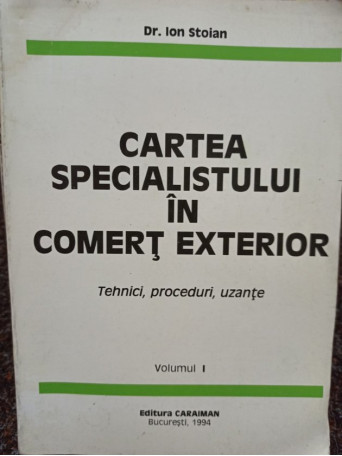 Dr. Ion Stoian
CARTEA
SPECIALISTULUI
ÎN
COMERŢ EXTERIOR
Tehnici, proceduri, uzanţe
Volumul I
Editura CARAIMAN
Bucureşti, 1994